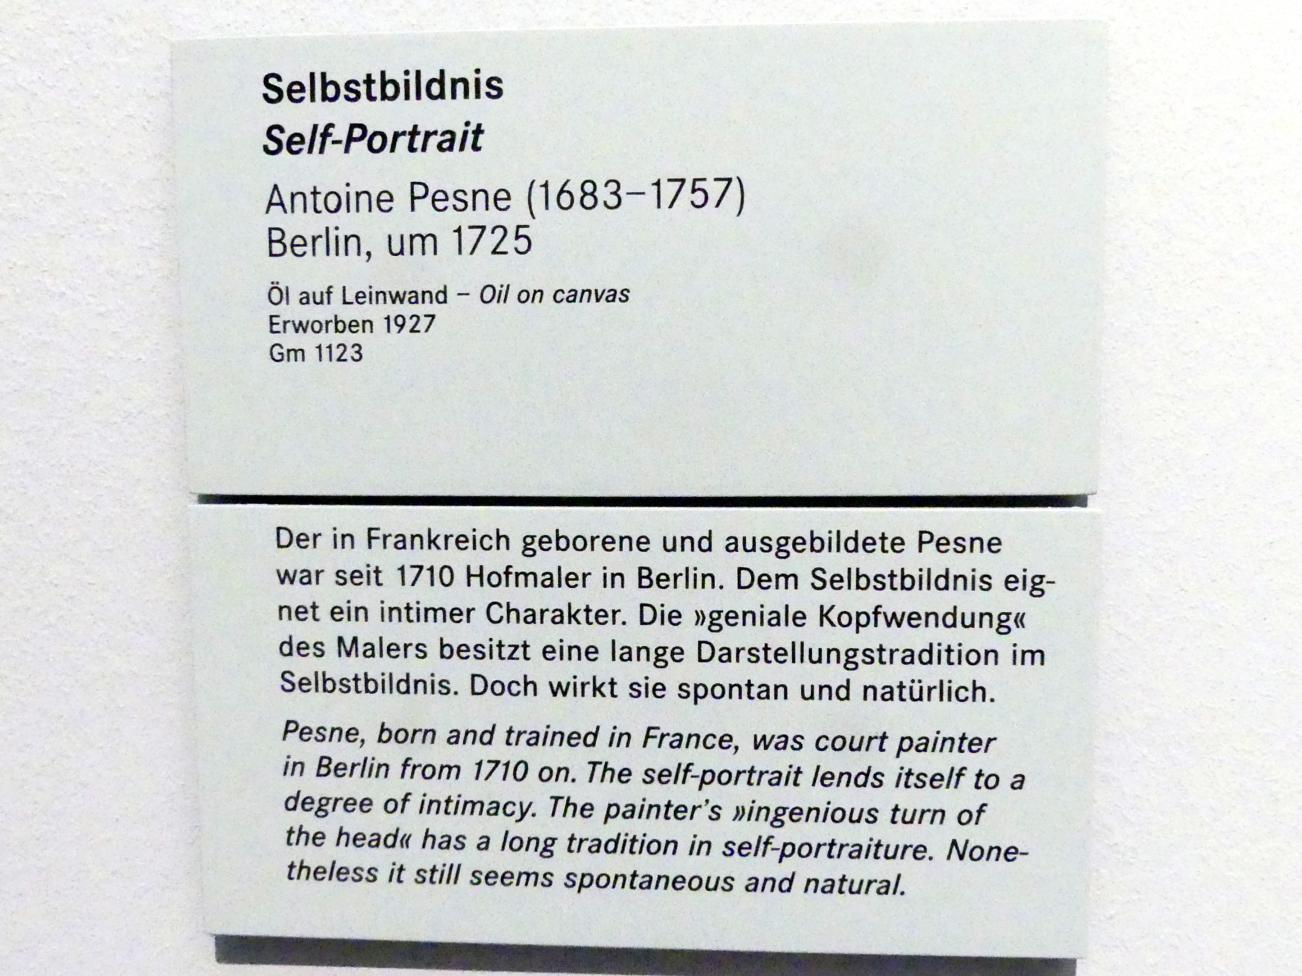 Selbstbildnis
Self-Portrait
Antoine Pesne (1683–1757)
Berlin, um 1725
Öl auf Leinwand – Oil on canvas
Erworben 1927
Gm 1123
Der in Frankreich geborene und ausgebildete Pesne
war seit 1710 Hofmaler in Berlin. Dem Selbstbildnis eig-
net ein intimer Charakter. Die »geniale Kopfwendung«
des Malers besitzt eine lange Darstellungstradition im
Selbstbildnis. Doch wirkt sie spontan und natürlich.
Pesne, born and trained in France, was court painter
in Berlin from 1710 on. The self-portrait lends itself to a
degree of intimacy. The painter's »ingenious turn of
the head« has a long tradition in self-portraiture. None-
theless it still seems spontaneous and natural.